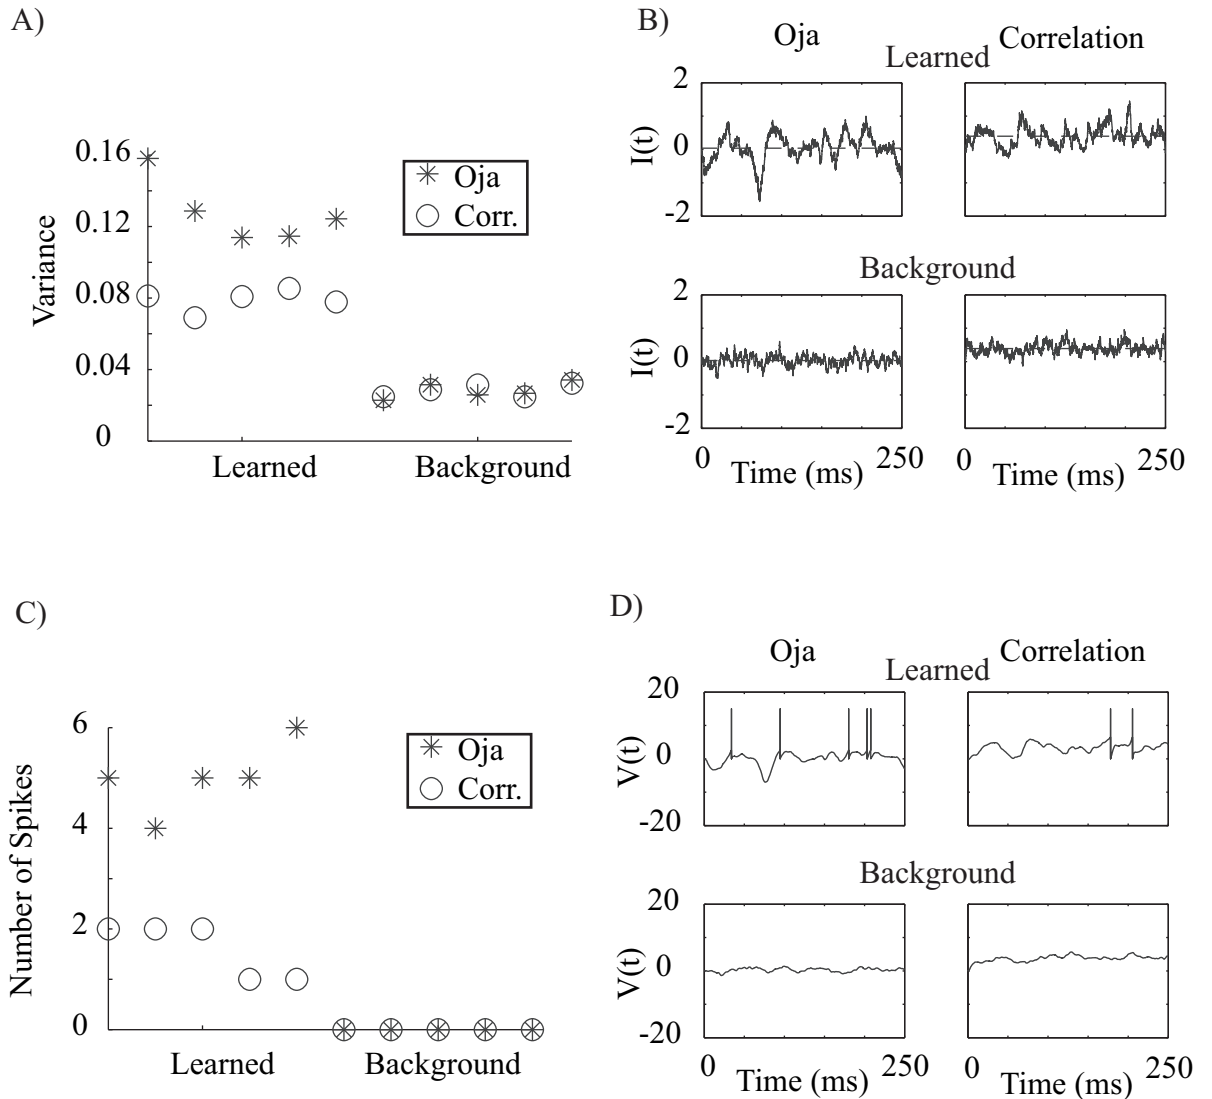 A)
0.16
0.12
0.08
0.04
0
Variance
Oja
Corr.
Learned
Background
B)
Oja
Correlation
Learned
2
0
-2
I(t)
Background
2
0
-2
I(t)
0
250
Time (ms)
0
250
Time (ms)
C)
6
4
2
0
Number of Spikes
Oja
Corr.
Learned
Background
D)
Oja
Correlation
Learned
20
0
-20
V(t)
Background
20
0
-20
V(t)
0
250
Time (ms)
0
250
Time (ms)